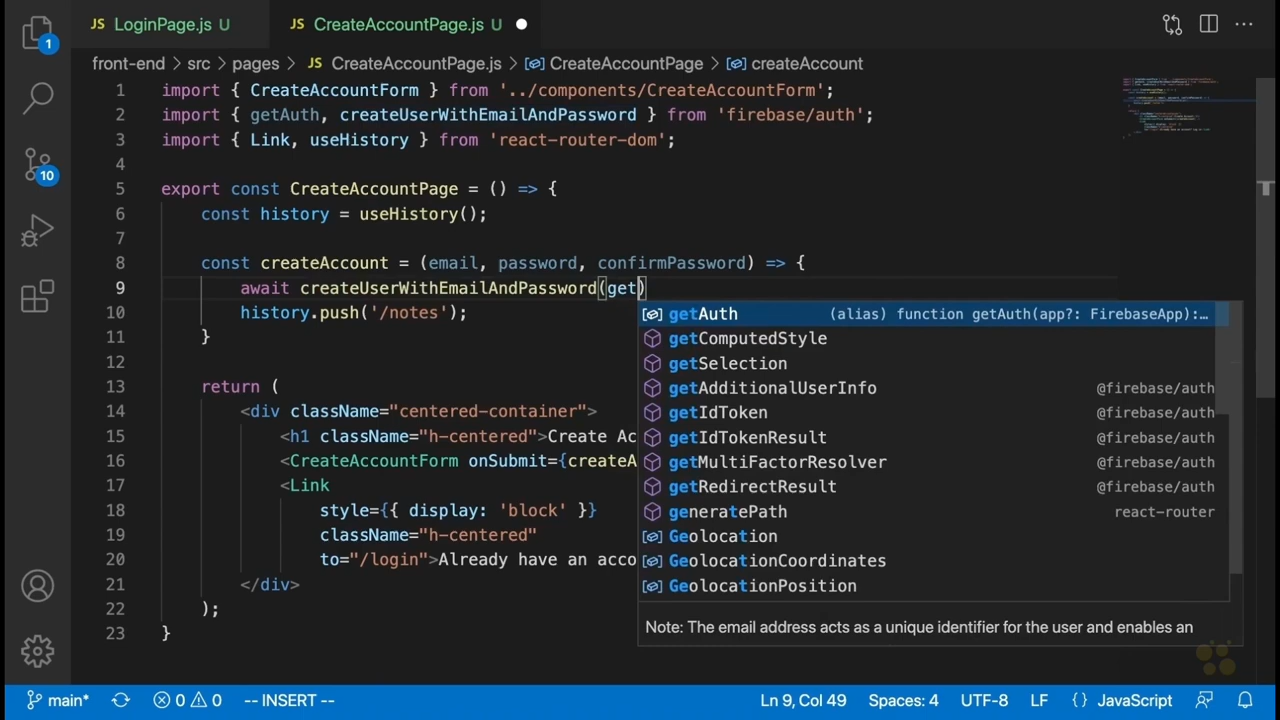 JS LoginPage.js U
JS CreateAccountPage.js U
front-end > src > pages > JS CreateAccountPage.js > CreateAccountPage > createAccount
1 import { CreateAccountForm } from '../components/CreateAccountForm';
2 import { getAuth, createUserWithEmailAndPassword } from 'firebase/auth';
3 import { Link, useHistory } from 'react-router-dom';
4
5 export const CreateAccountPage = () => {
6 const history = useHistory();
7
8 const createAccount = (email, password, confirmPassword) => {
9 await createUserWithEmailAndPassword(get)
10 history.push('/notes');
11 }
12
13 return (
14 <div className="centered-container">
15 <h1 className="h-centered">Create Ac
16 <CreateAccountForm onSubmit={createA
17 <Link
18 style={{ display: 'block' }}
19 className="h-centered"
20 to="/login">Already have an acco
21 </div>
22 );
23 }
getAuth (alias) function getAuth(app?: FirebaseApp):…
getComputedStyle
getSelection
getAdditionalUserInfo @firebase/auth
getIdToken @firebase/auth
getIdTokenResult @firebase/auth
getMultiFactorResolver @firebase/auth
getRedirectResult @firebase/auth
generatePath react-router
Geolocation
GeolocationCoordinates
GeolocationPosition
Note: The email address acts as a unique identifier for the user and enables an
1
10
main* 0 0 -- INSERT -- Ln 9, Col 49 Spaces: 4 UTF-8 LF {} JavaScript